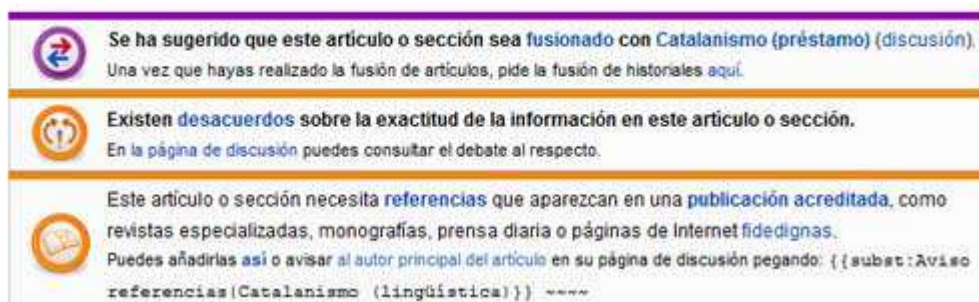 Se ha sugerido que este artículo o sección sea fusionado con Catalanismo (préstamo) (discusión).
Una vez que hayas realizado la fusión de artículos, pide la fusión de historiales aquí.
Existen desacuerdos sobre la exactitud de la información en este artículo o sección.
En la página de discusión puedes consultar el debate al respecto.
Este artículo o sección necesita referencias que aparezcan en una publicación acreditada, como
revistas especializadas, monografías, prensa diaria o páginas de Internet fidedignas.
Puedes añadirlas así o avisar al autor principal del artículo en su página de discusión pegando: {{subst:Aviso
referencias|Catalanismo (lingüística)}} ~~~~